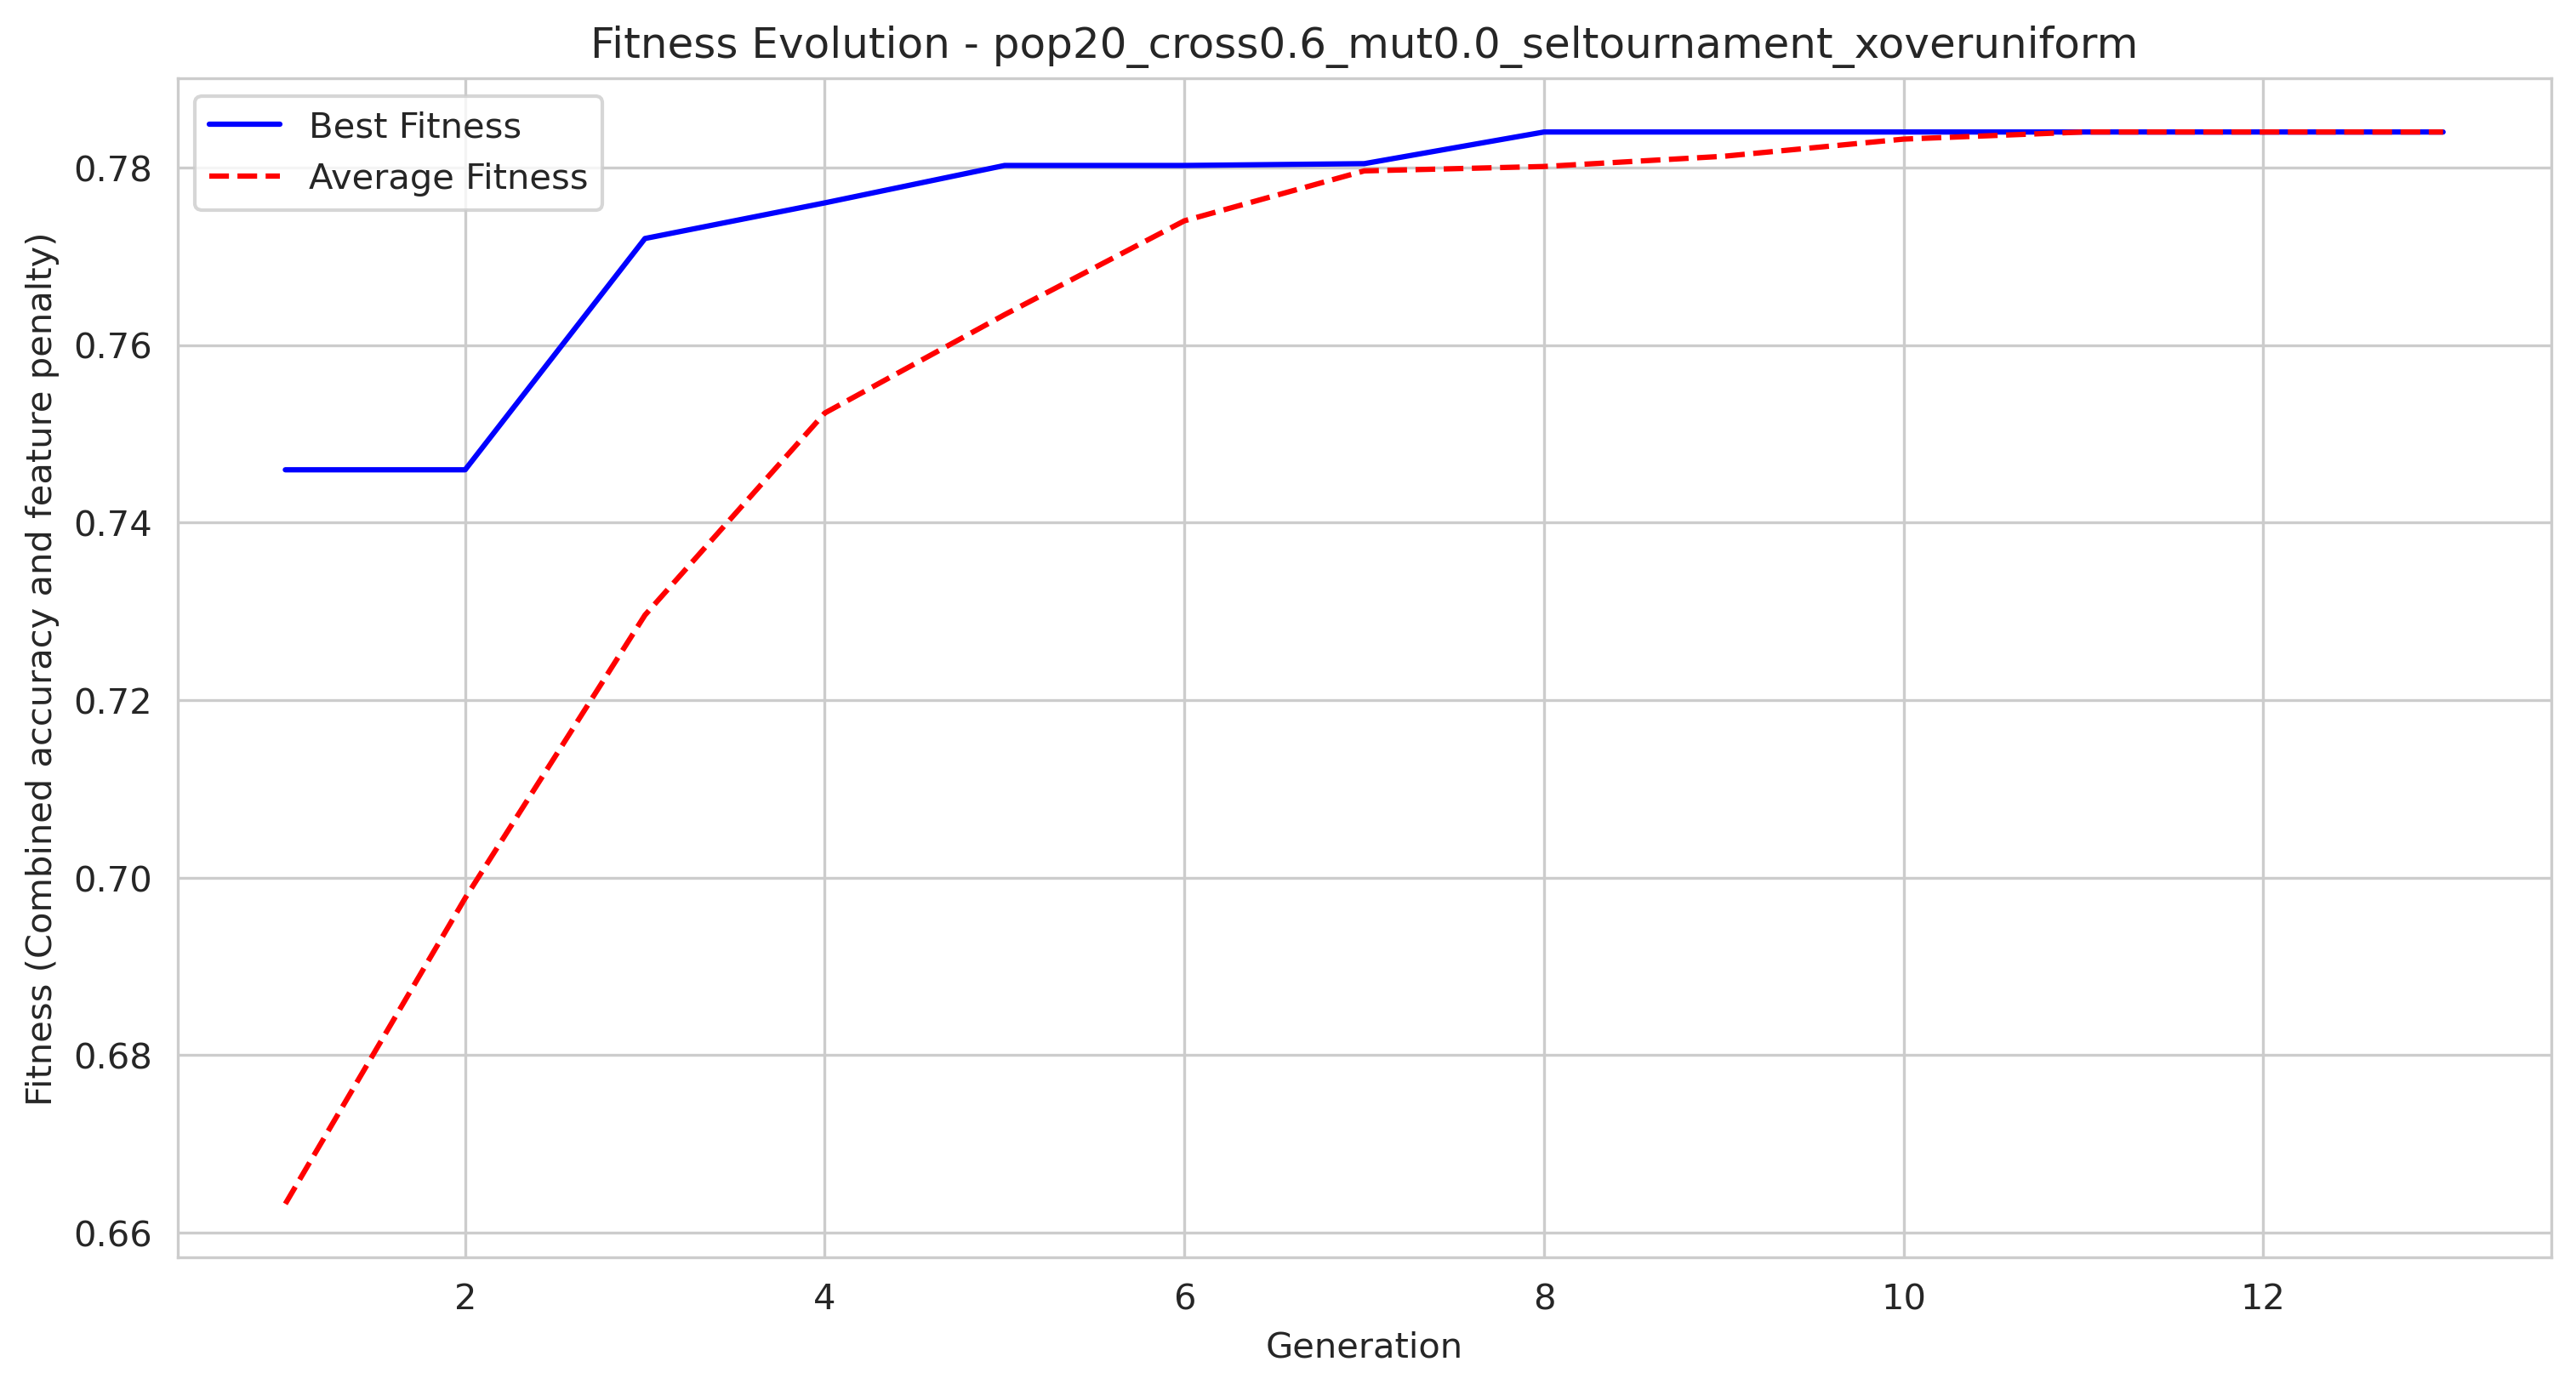 Fitness Evolution - pop20_cross0.6_mut0.0_seltournament_xoveruniform
Best Fitness
Average Fitness
Fitness (Combined accuracy and feature penalty)
0.78
0.76
0.74
0.72
0.70
0.68
0.66
2 4 6 8 10 12
Generation